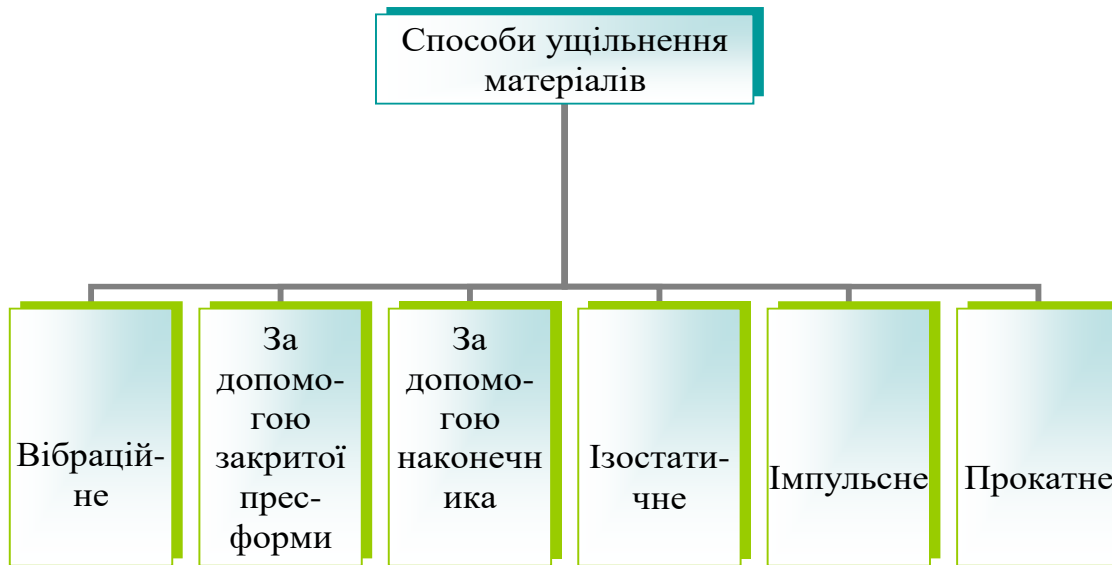 Способи ущільнення
матеріалів
Вібрацій-
не
За
допомо-
гою
закритої
прес-
форми
За
допомо-
гою
наконечн
ика
Ізостати-
чне
Імпульсне
Прокатне